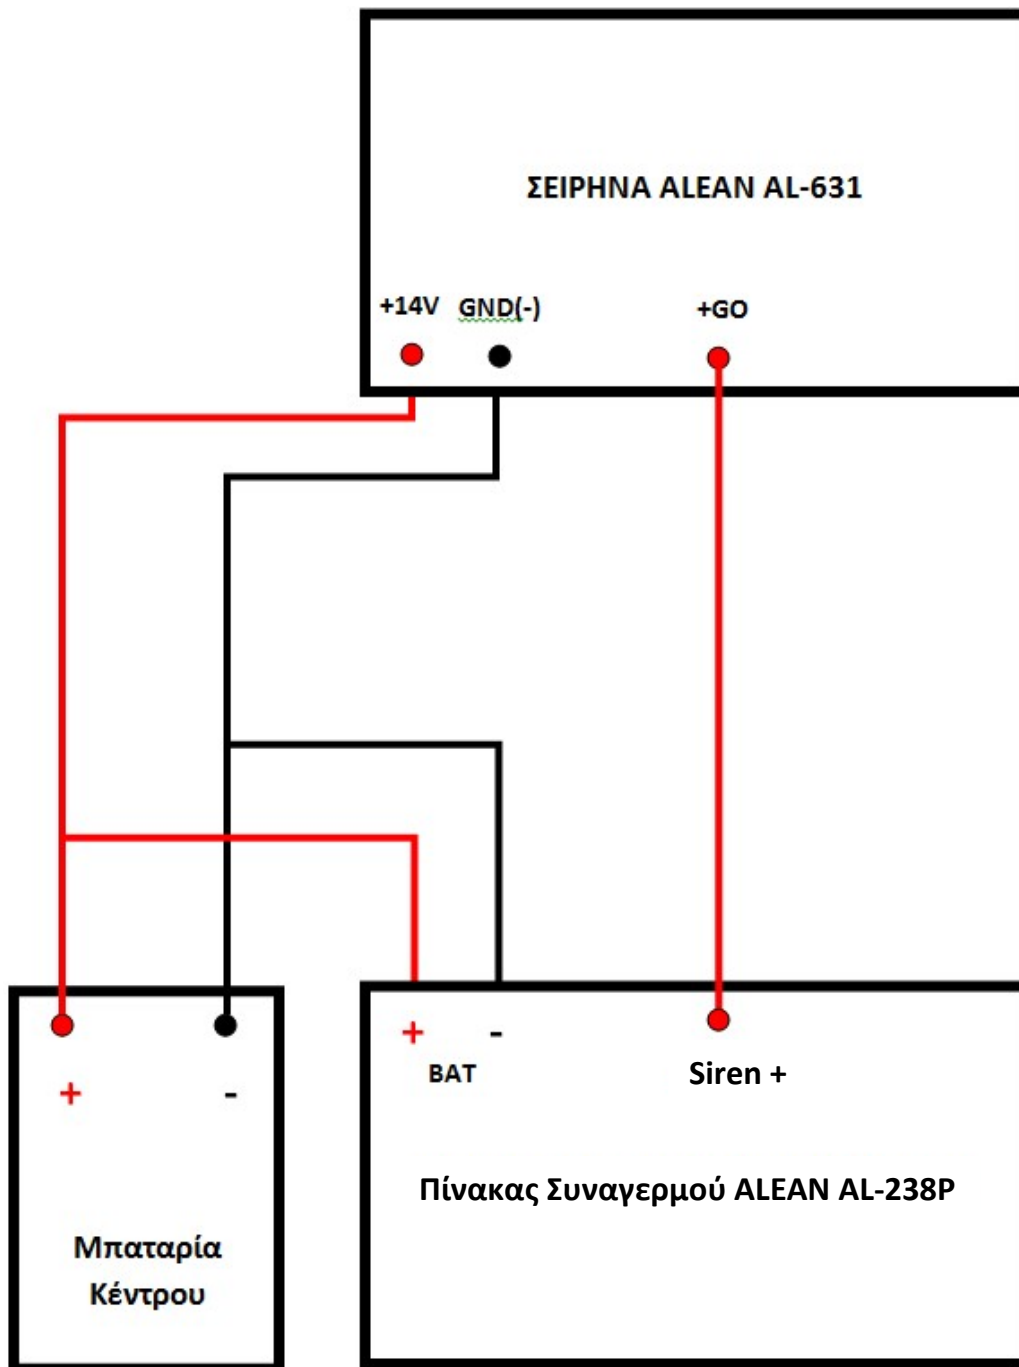 ΣΕΙΡΗΝΑ ALEAN AL-631
+14V GND(-) +GO
+ - 
BAT
Siren +
+ -
Πίνακας Συναγερμού ALEAN AL-238P
Μπαταρία
Κέντρου